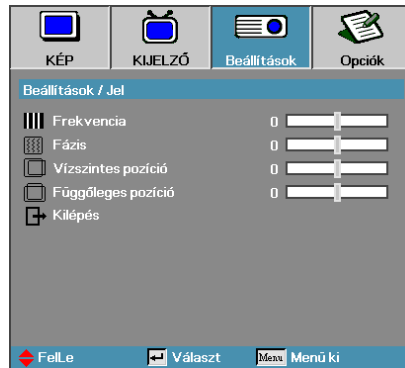 KÉP KIJELZŐ Beállítások Opciók
Beállítások / Jel
Frekvencia 0
Fázis 0
Vízszintes pozíció 0
Függőleges pozíció 0
Kilépés
FelLe Választ Menu Menü ki